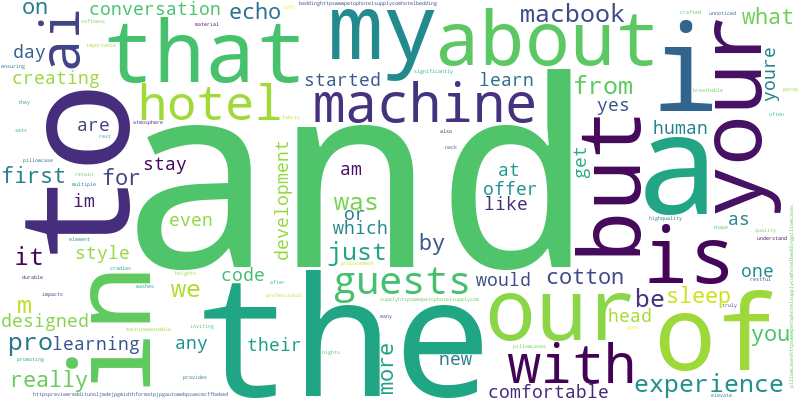 beddinghttpswwwpetophotelsupplycomhotelbedding
on conversation echo my macbook what
softness
material
importance
crafted unnoticed
ai that about i your youre
day
creating
ensuring
started significantly learn from
breathable
they
hotel machine yes
to are atmosphere also human
sets rest
and but a
pillowcase stay neck
first for am at get
retain
multiple im development was offer as
even or like
which
it element style just by
durable cradles code guests would cotton is one
impacts washes
heights after
m we procurement be sleep restful
designed professional our head of you
in the supplyhttpswwwpetophotelsupplycom
pro learning any many
machinewashable
inviting their new with
promoting nights more pillowcases
really provides comfortable experience
elevate
highquality shape quality understand
truly
fabric
often